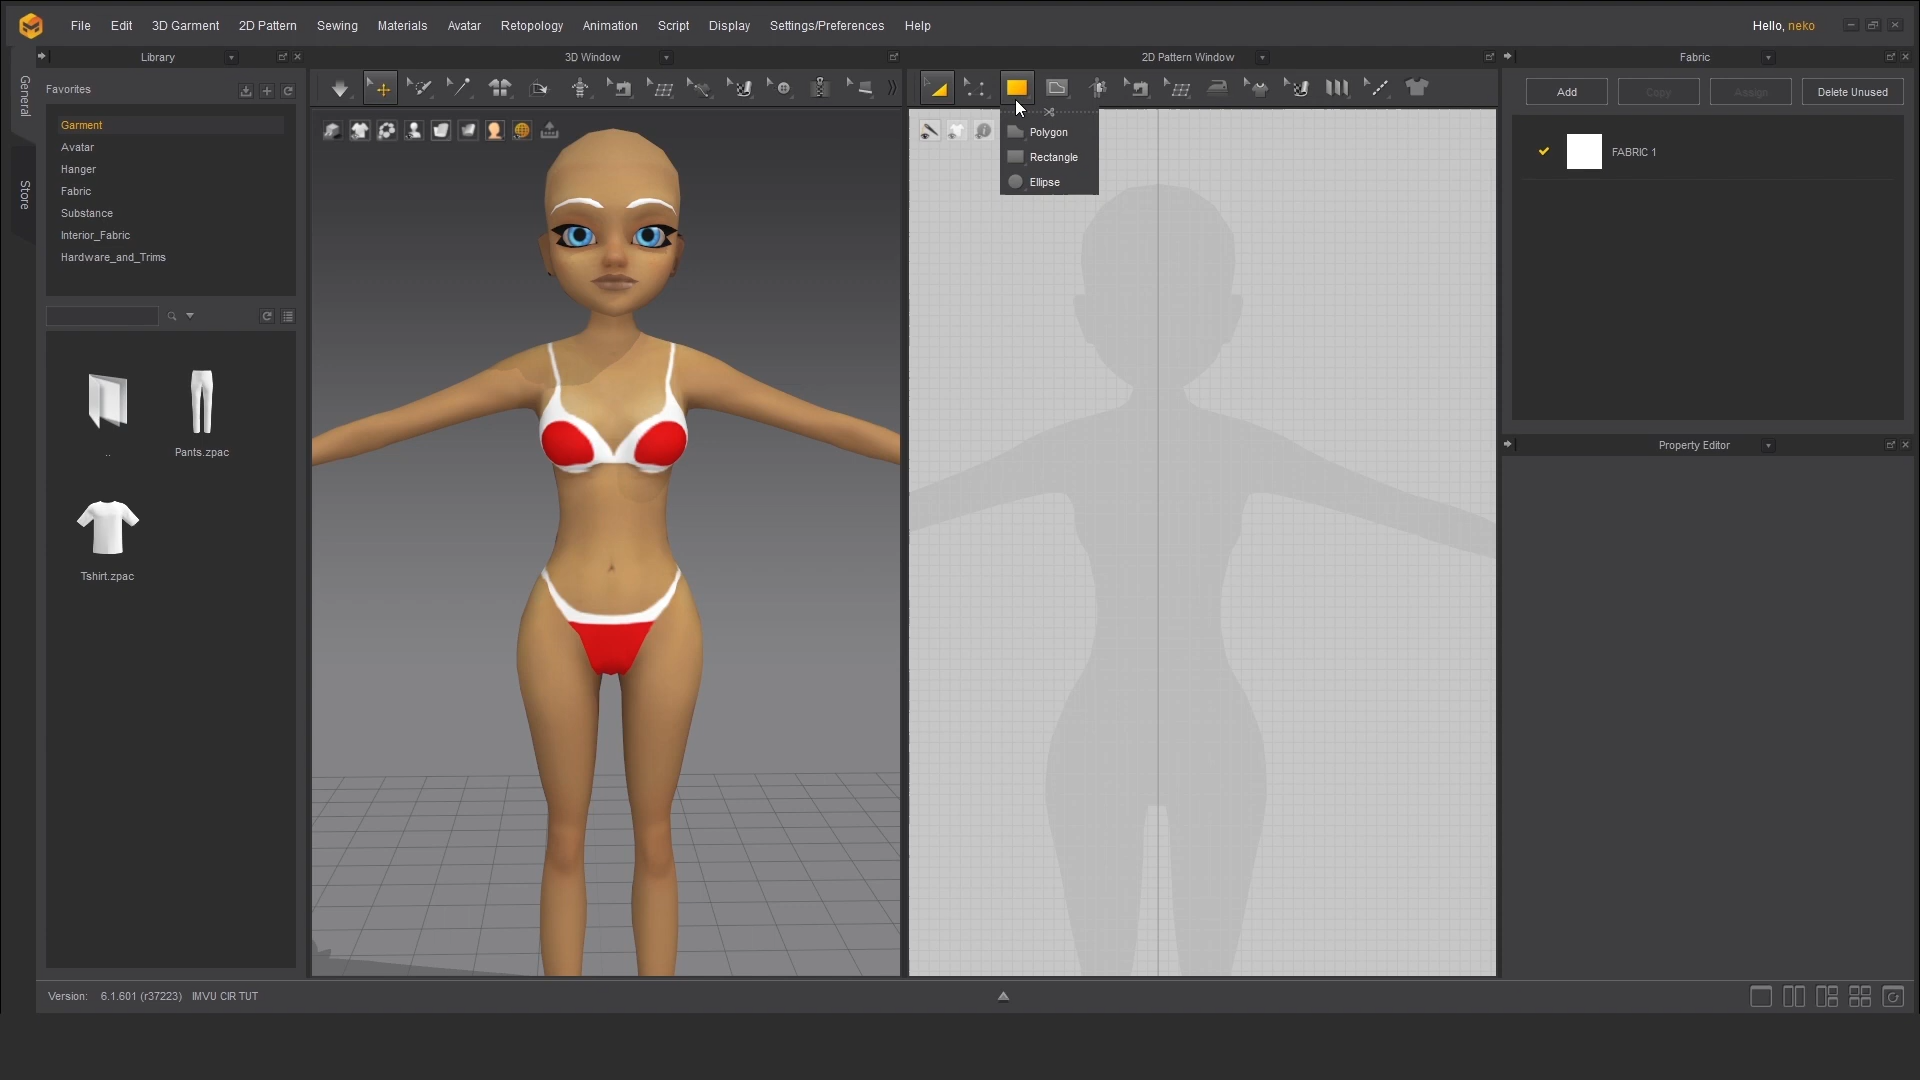 File Edit 3D Garment 2D Pattern Sewing Materials Avatar Retopology Animation Script Display Settings/Preferences Help Hello, neko
Library 3D Window 2D Pattern Window Fabric
General
Store
Favorites
Garment
Avatar
Hanger
Fabric
Substance
Interior_Fabric
Hardware_and_Trims
..
Pants.zpac
Tshirt.zpac
Polygon
Rectangle
Ellipse
Add Copy Assign Delete Unused
FABRIC 1
Property Editor
Version: 6.1.601 (r37223) IMVU CIR TUT